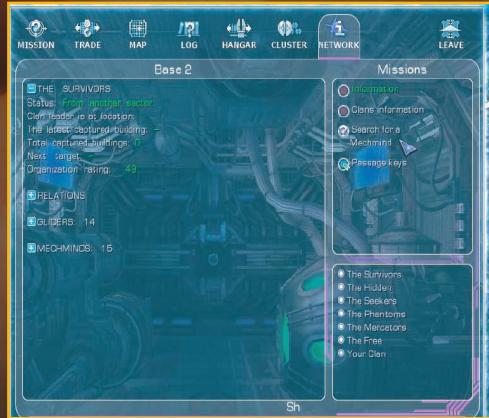 MISSION TRADE MAP LOG HANGAR CLUSTER NETWORK LEAVE
Base 2
THE SURVIVORS
Status: From another sector
Clan leader is at location:
The latest captured building: -
Total captured buildings: 0
Next target: -
Organization rating: 49
RELATIONS
GLIDERS: 14
MECHMINDS: 15
Missions
Information
Clans information
Search for a
Mechmind
Passage keys
The Survivors
The Hidden
The Seekers
The Phantoms
The Mercators
The Free
Your Clan
Sh